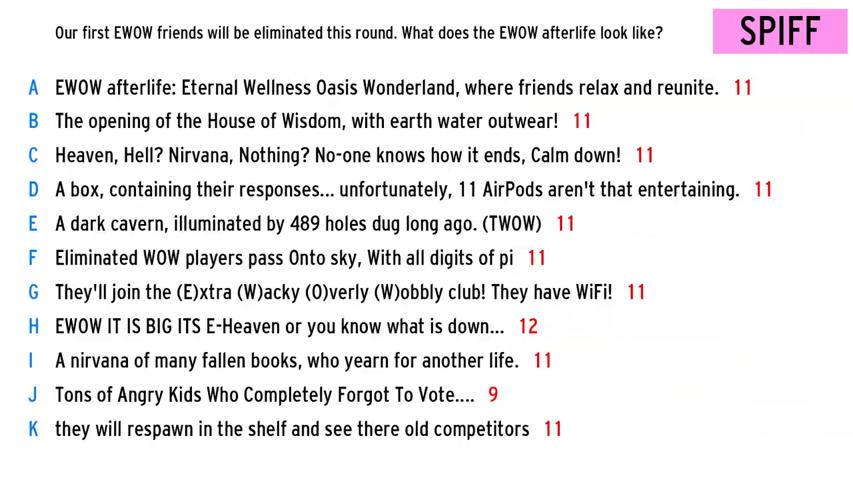 Our first EWOW friends will be eliminated this round. What does the EWOW afterlife look like?
SPIFF
A EWOW afterlife: Eternal Wellness Oasis Wonderland, where friends relax and reunite. 11
B The opening of the House of Wisdom, with earth water outwear! 11
C Heaven, Hell? Nirvana, Nothing? No-one knows how it ends, Calm down! 11
D A box, containing their responses... unfortunately, 11 AirPods aren't that entertaining. 11
E A dark cavern, illuminated by 489 holes dug long ago. (TWOW) 11
F Eliminated WOW players pass Onto sky, With all digits of pi 11
G They'll join the (E)xtra (W)acky (O)verly (W)obbly club! They have WiFi! 11
H EWOW IT IS BIG ITS E-Heaven or you know what is down... 12
I A nirvana of many fallen books, who yearn for another life. 11
J Tons of Angry Kids Who Completely Forgot To Vote.... 9
K they will respawn in the shelf and see there old competitors 11